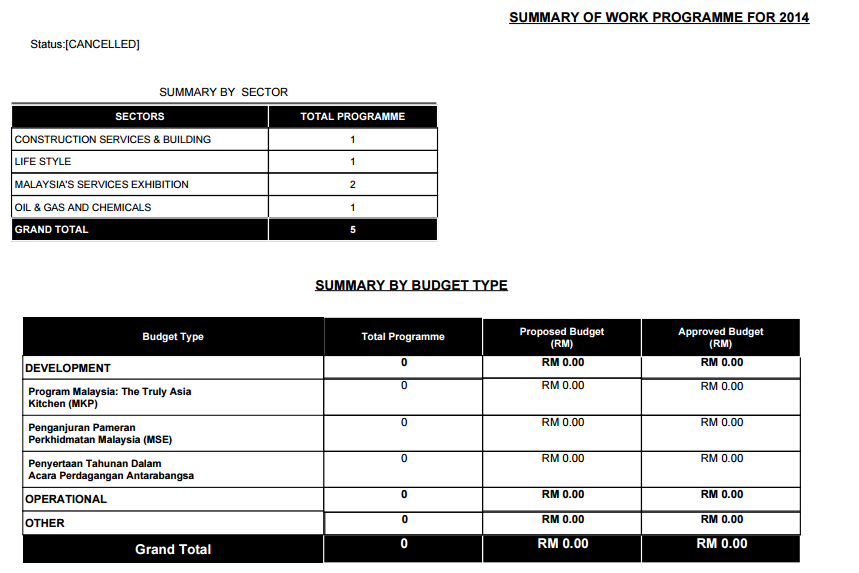 SUMMARY OF WORK PROGRAMME FOR 2014
Status:[CANCELLED]
SUMMARY BY SECTOR
SECTORS TOTAL PROGRAMME
CONSTRUCTION SERVICES & BUILDING 1
LIFE STYLE 1
MALAYSIA'S SERVICES EXHIBITION 2
OIL & GAS AND CHEMICALS 1
GRAND TOTAL 5
SUMMARY BY BUDGET TYPE
Budget Type Total Programme Proposed Budget (RM) Approved Budget (RM)
DEVELOPMENT 0 RM 0.00 RM 0.00
Program Malaysia: The Truly Asia 0 RM 0.00 RM 0.00
Kitchen (MKP)
Penganjuran Pameran 0 RM 0.00 RM 0.00
Perkhidmatan Malaysia (MSE)
Penyertaan Tahunan Dalam 0 RM 0.00 RM 0.00
Acara Perdagangan Antarabangsa
OPERATIONAL 0 RM 0.00 RM 0.00
OTHER 0 RM 0.00 RM 0.00
Grand Total 0 RM 0.00 RM 0.00